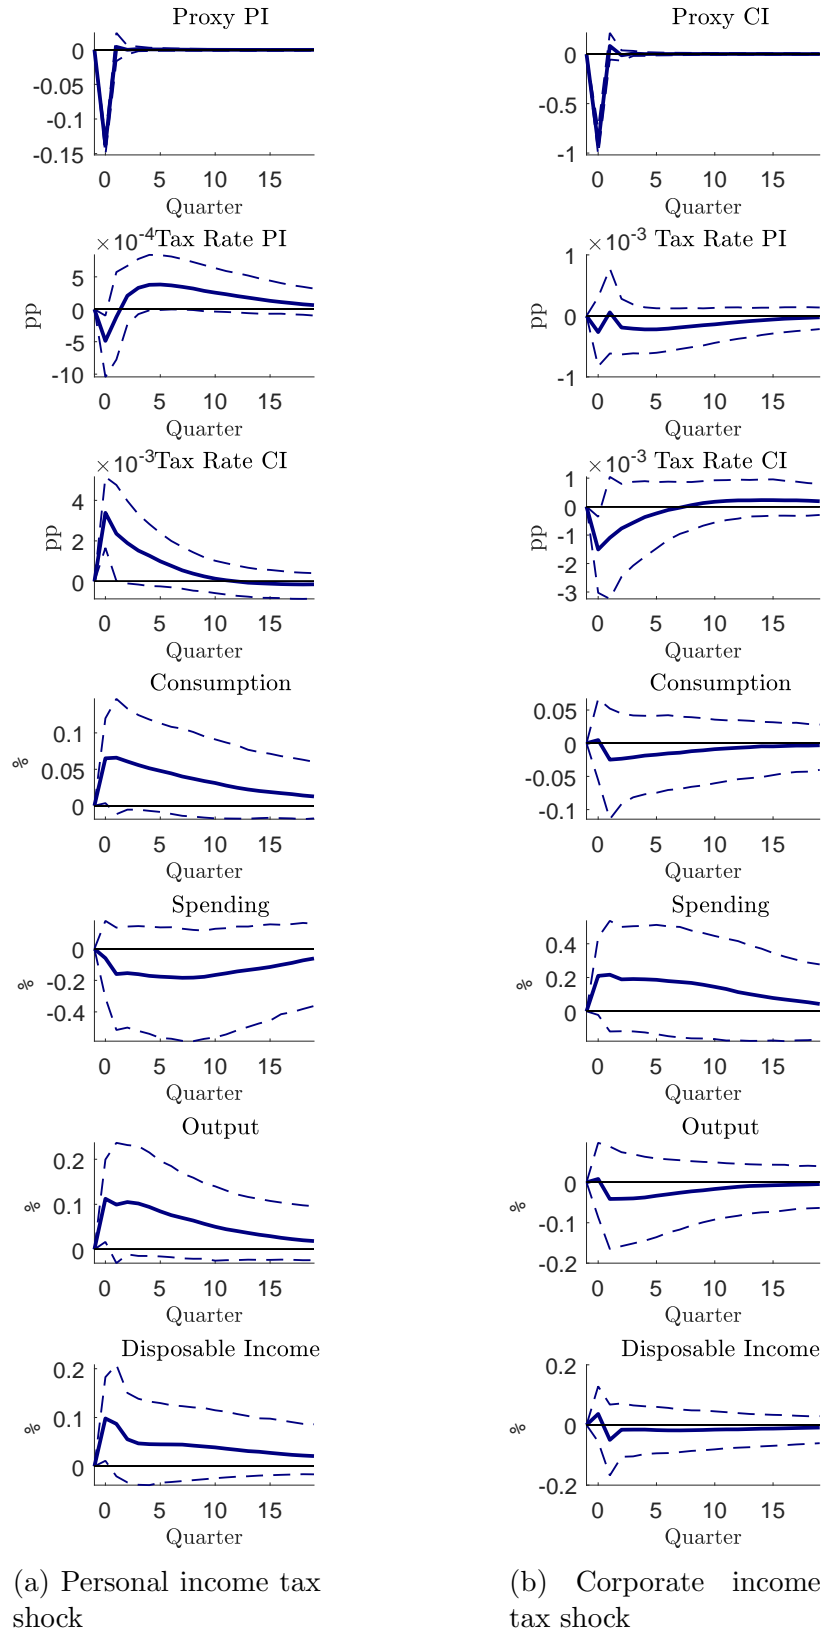 Proxy PI
0
-0.05
-0.1
-0.15
0 5 10 15
Quarter
×10-4 Tax Rate PI
5
0
-5
-10
pp
0 5 10 15
Quarter
×10-3 Tax Rate CI
4
2
0
pp
0 5 10 15
Quarter
Consumption
0.1
0.05
0
%
0 5 10 15
Quarter
Spending
0
-0.2
-0.4
%
0 5 10 15
Quarter
Output
0.2
0.1
0
%
0 5 10 15
Quarter
Disposable Income
0.2
0.1
0
%
0 5 10 15
Quarter
(a) Personal income tax
shock
Proxy CI
0
-0.5
-1
0 5 10 15
Quarter
×10-3 Tax Rate PI
1
0
-1
pp
0 5 10 15
Quarter
×10-3 Tax Rate CI
1
0
-1
-2
-3
pp
0 5 10 15
Quarter
Consumption
0.05
0
-0.05
-0.1
%
0 5 10 15
Quarter
Spending
0.4
0.2
0
%
0 5 10 15
Quarter
Output
0
-0.1
-0.2
%
0 5 10 15
Quarter
Disposable Income
0.2
0
-0.2
%
0 5 10 15
Quarter
(b) Corporate income
tax shock